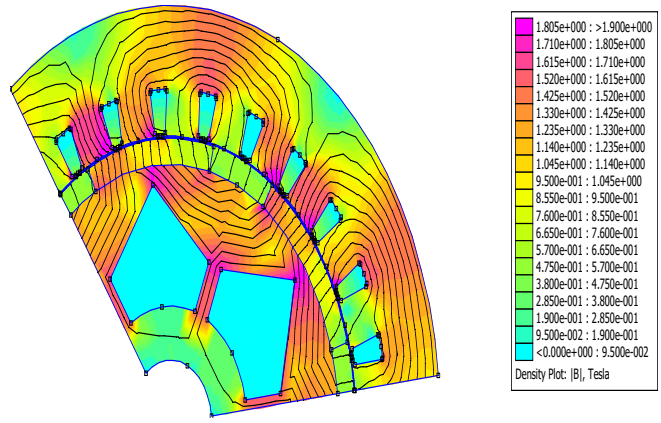 1.805e+000 : >1.900e+000
1.710e+000 : 1.805e+000
1.615e+000 : 1.710e+000
1.520e+000 : 1.615e+000
1.425e+000 : 1.520e+000
1.330e+000 : 1.425e+000
1.235e+000 : 1.330e+000
1.140e+000 : 1.235e+000
1.045e+000 : 1.140e+000
9.500e-001 : 1.045e+000
8.550e-001 : 9.500e-001
7.600e-001 : 8.550e-001
6.650e-001 : 7.600e-001
5.700e-001 : 6.650e-001
4.750e-001 : 5.700e-001
3.800e-001 : 4.750e-001
2.850e-001 : 3.800e-001
1.900e-001 : 2.850e-001
9.500e-002 : 1.900e-001
<0.000e+000 : 9.500e-002
Density Plot: |B|, Tesla